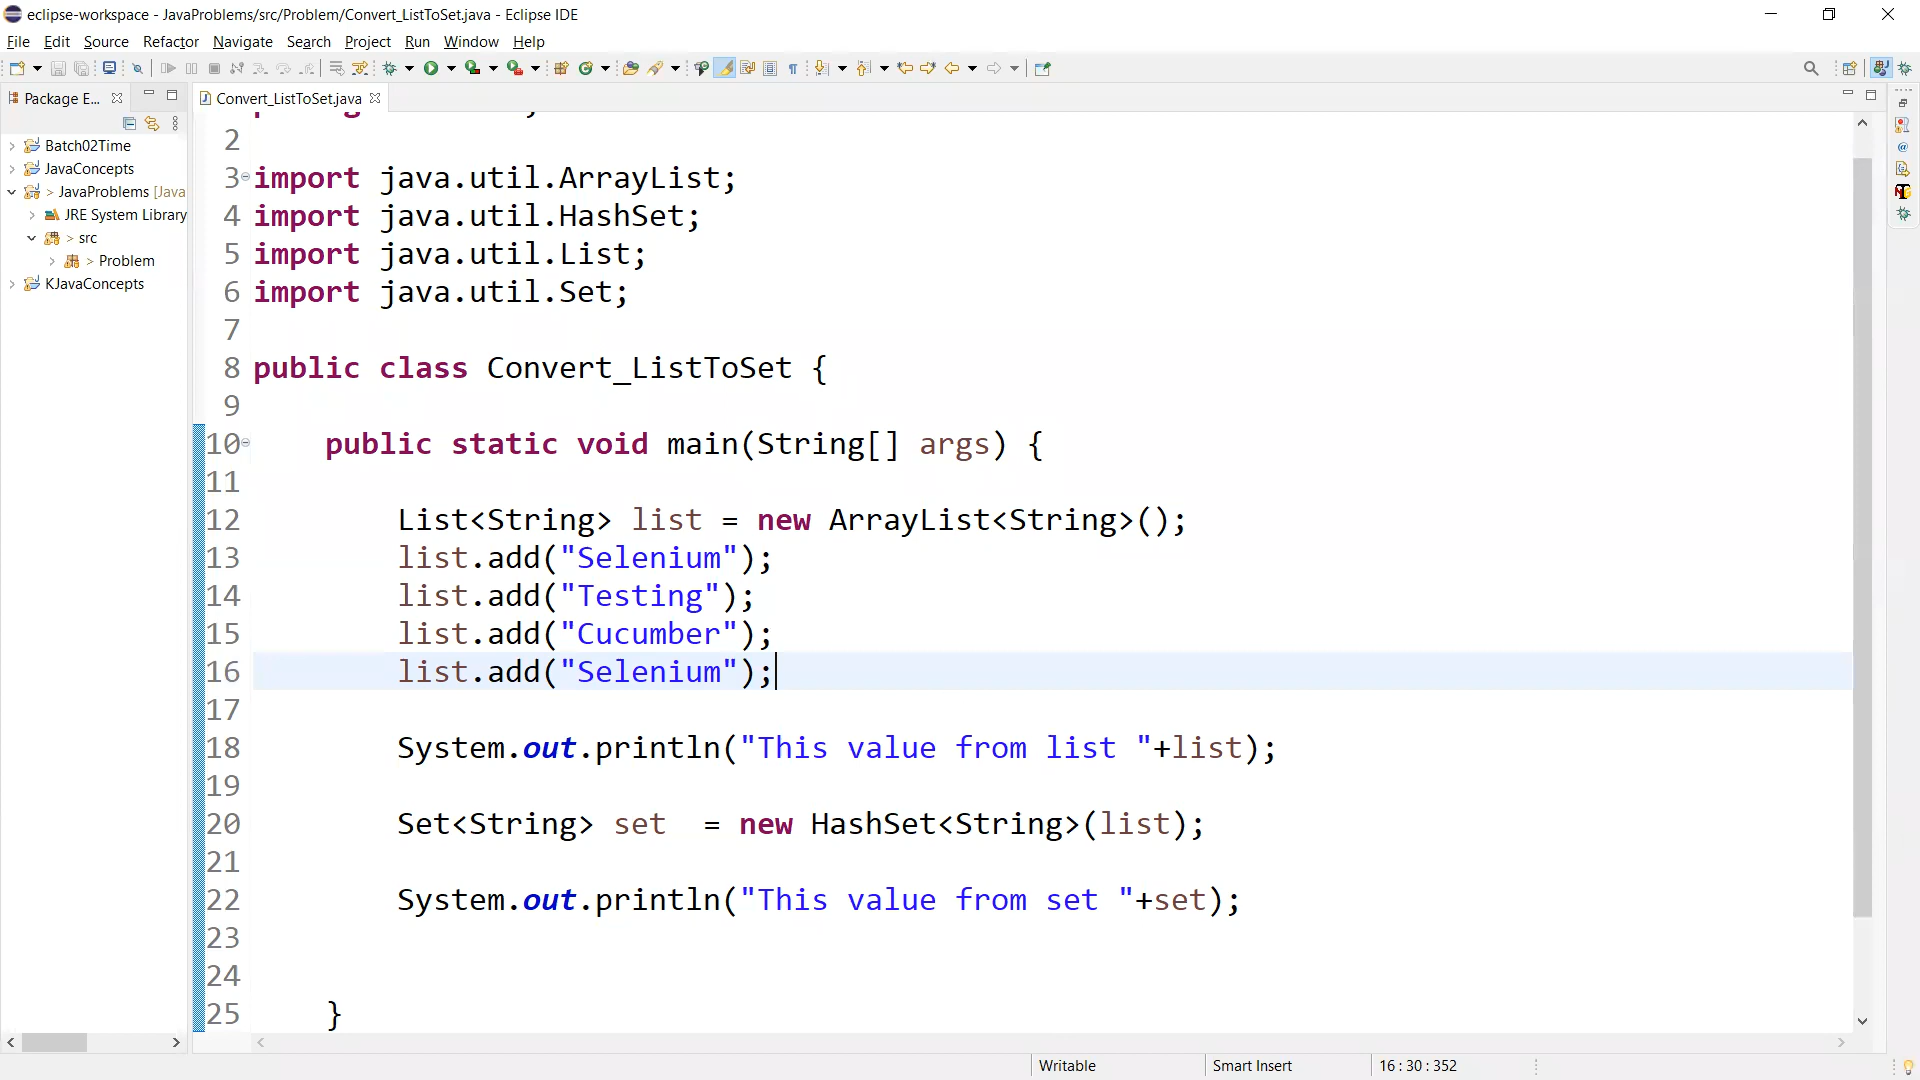 eclipse-workspace - JavaProblems/src/Problem/Convert_ListToSet.java - Eclipse IDE
File Edit Source Refactor Navigate Search Project Run Window Help
Package E...
Convert_ListToSet.java
Batch02Time
JavaConcepts
> JavaProblems [Java
JRE System Library
> src
> Problem
KJavaConcepts
2
3 import java.util.ArrayList;
4 import java.util.HashSet;
5 import java.util.List;
6 import java.util.Set;
7
8 public class Convert_ListToSet {
9
10 public static void main(String[] args) {
11
12 List<String> list = new ArrayList<String>();
13 list.add("Selenium");
14 list.add("Testing");
15 list.add("Cucumber");
16 list.add("Selenium");
17
18 System.out.println("This value from list "+list);
19
20 Set<String> set  = new HashSet<String>(list);
21
22 System.out.println("This value from set "+set);
23
24
25 }
Writable
Smart Insert
16 : 30 : 352